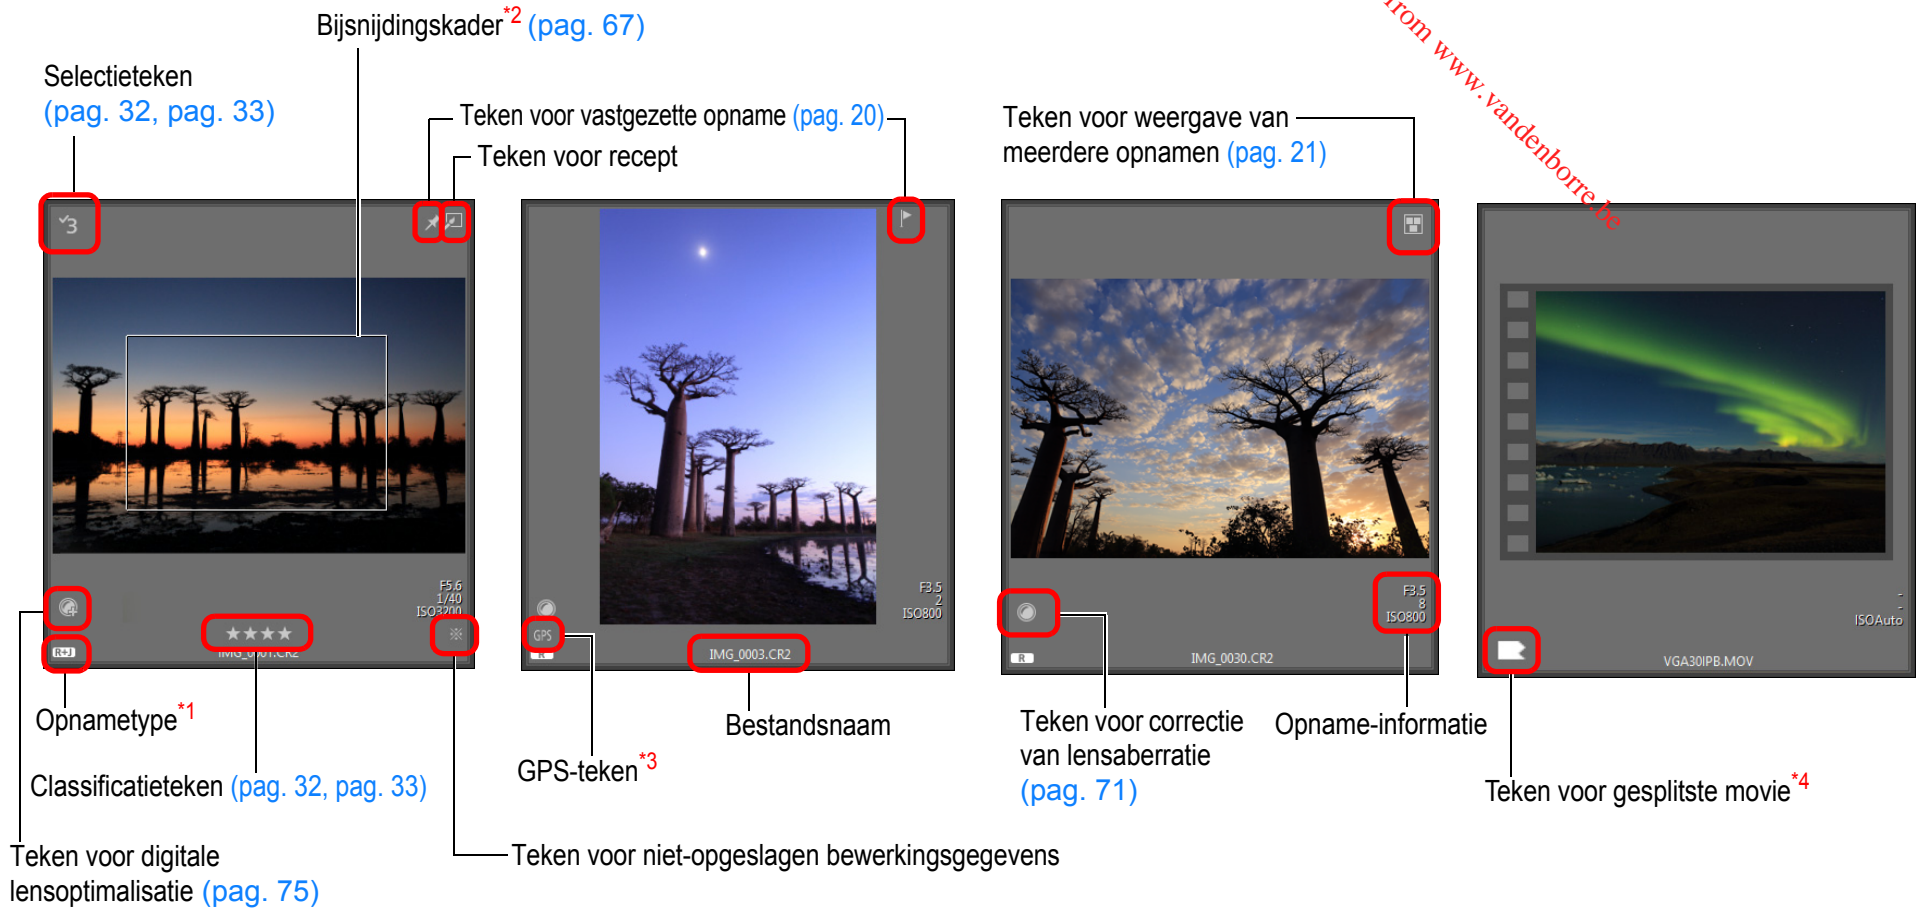 Bijsnijdingskader*2 (pag. 67)
from www.vandenborre.be
Selectieteken
(pag. 32, pag. 33)
Teken voor vastgezette opname (pag. 20)
Teken voor recept
Teken voor weergave van
meerdere opnamen (pag. 21)
3
F5.6
1/40
ISO3200
R+J
IMG_0001.CR2
F3.5
2
ISO800
GPS
R
IMG_0003.CR2
F3.5
8
ISO800
R
IMG_0030.CR2
-
-
ISOAuto
VGA30IPB.MOV
Opnametype*1
Classificatieteken (pag. 32, pag. 33)
Teken voor digitale
lensoptimalisatie (pag. 75)
Bestandsnaam
GPS-teken*3
Teken voor niet-opgeslagen bewerkingsgegevens
Teken voor correctie
van lensaberratie
(pag. 71)
Opname-informatie
Teken voor gesplitste movie*4